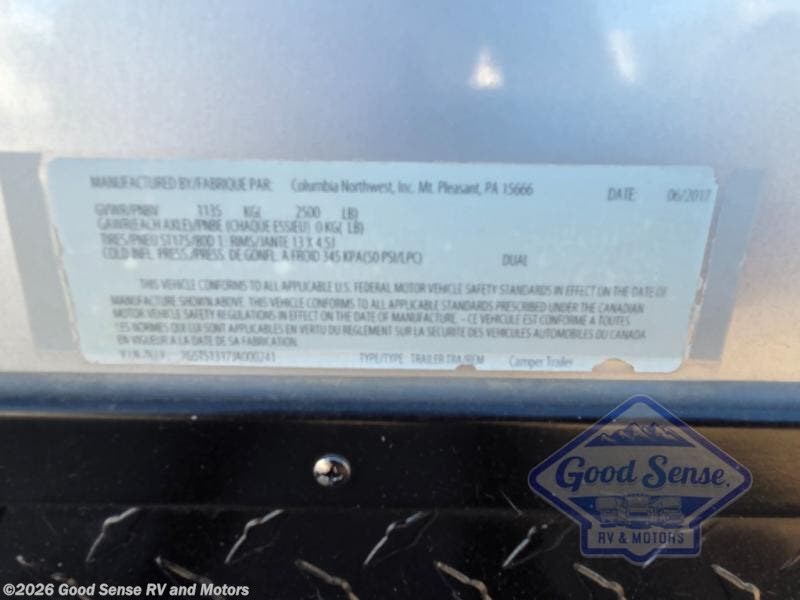 MANUFACTURED BY/FABRIQUE PAR: Columbia Northwest, Inc. Mt. Pleasant, PA 15666 DATE: 06/2017
GVWR/PNBV 1135 KG( 2500 LB)
GAWR(EACH AXLE)/PNBE (CHAQUE ESSIEU) 0 KG( LB)
TIRES/PNEU ST175/80D 1 RIMS/JANTE 13 X 4.5J
COLD INFL. PRESS./PRESS. DE GONFL. A FROID 345 KPA(50 PSI/LPC) DUAL
THIS VEHICLE CONFORMS TO ALL APPLICABLE U.S. FEDERAL MOTOR VEHICLE SAFETY STANDARDS IN EFFECT ON THE DATE OF
MANUFACTURE SHOWN ABOVE. THIS VEHICLE CONFORMS TO ALL APPLICABLE STANDARDS PRESCRIBED UNDER THE CANADIAN
MOTOR VEHICLE SAFETY REGULATIONS IN EFFECT ON THE DATE OF MANUFACTURE. - CE VEHICULE EST CONFORME A TOUTES
LES NORMES QUI LUI SONT APPLICABLES EN VERTU DU REGLEMENT SUR LA SECURITE DES VEHICULES AUTOMOBILES DU CANADA
EN VIGUEUR A LA DATE DE SA FABRICATION.
TYPE/TYPE: TRAILER Camper Trailer
Good Sense
RV & MOTORS
©2026 Good Sense RV and Motors